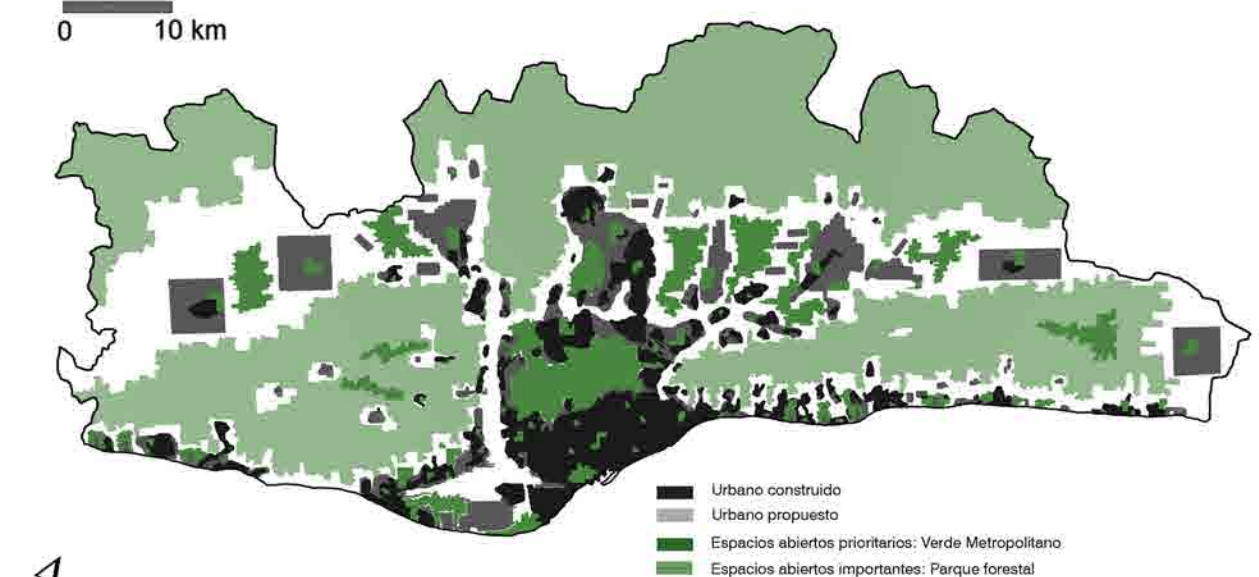 0 10 km
Urbano construido
Urbano propuesto
Espacios abiertos prioritarios: Verde Metropolitano
Espacios abiertos importantes: Parque forestal